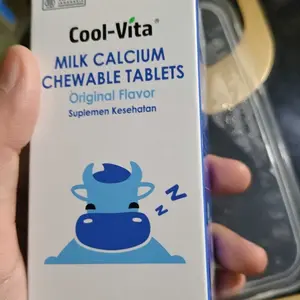 Cool-Vita®
MILK CALCIUM
CHEWABLE TABLETS
Original Flavor
Suplemen Kesehatan
Z
Z
Z